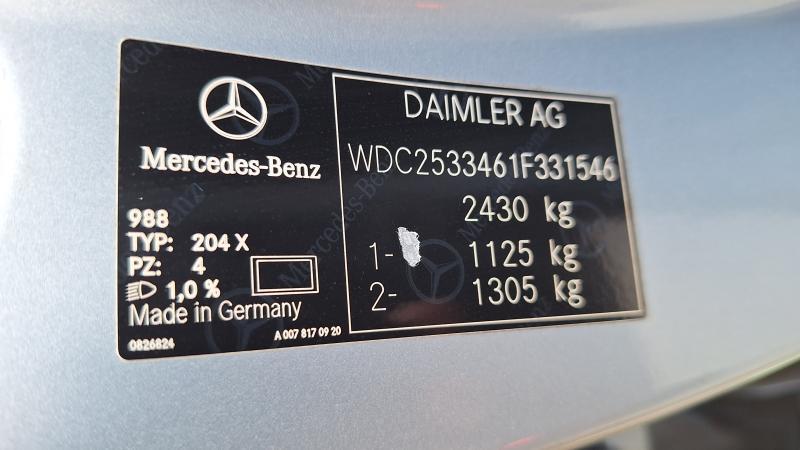 Mercedes-Benz
988
TYP: 204 X
PZ: 4
1,0 %
Made in Germany
0826824
A 007 817 09 20
DAIMLER AG
WDC2533461F331546
2430 kg
1- 1125 kg
2- 1305 kg